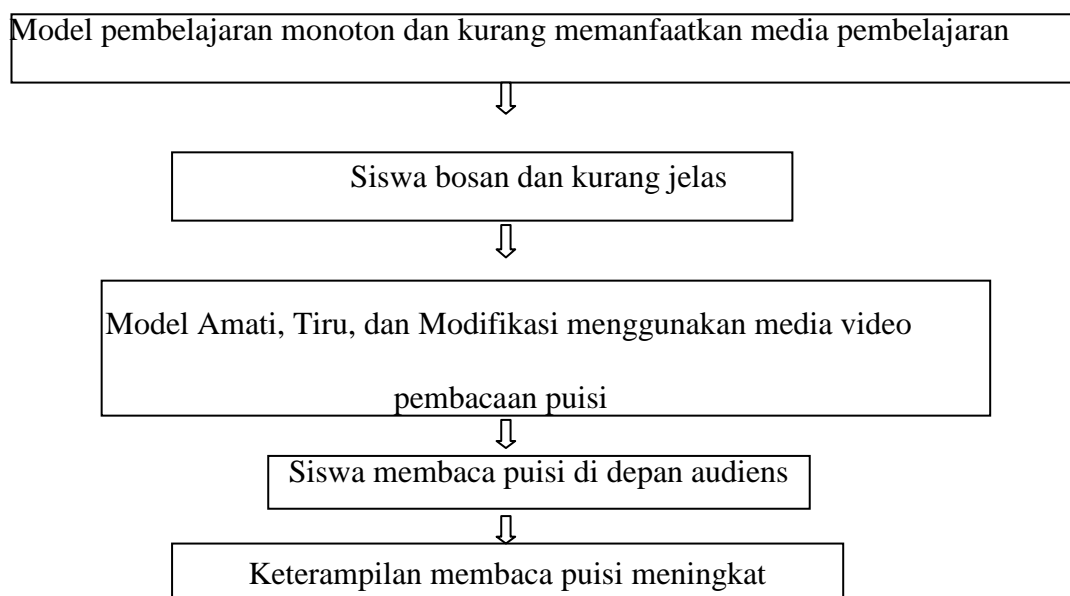 Model pembelajaran monoton dan kurang memanfaatkan media pembelajaran
Siswa bosan dan kurang jelas
Model Amati, Tiru, dan Modifikasi menggunakan media video
pembacaan puisi
Siswa membaca puisi di depan audiens
Keterampilan membaca puisi meningkat